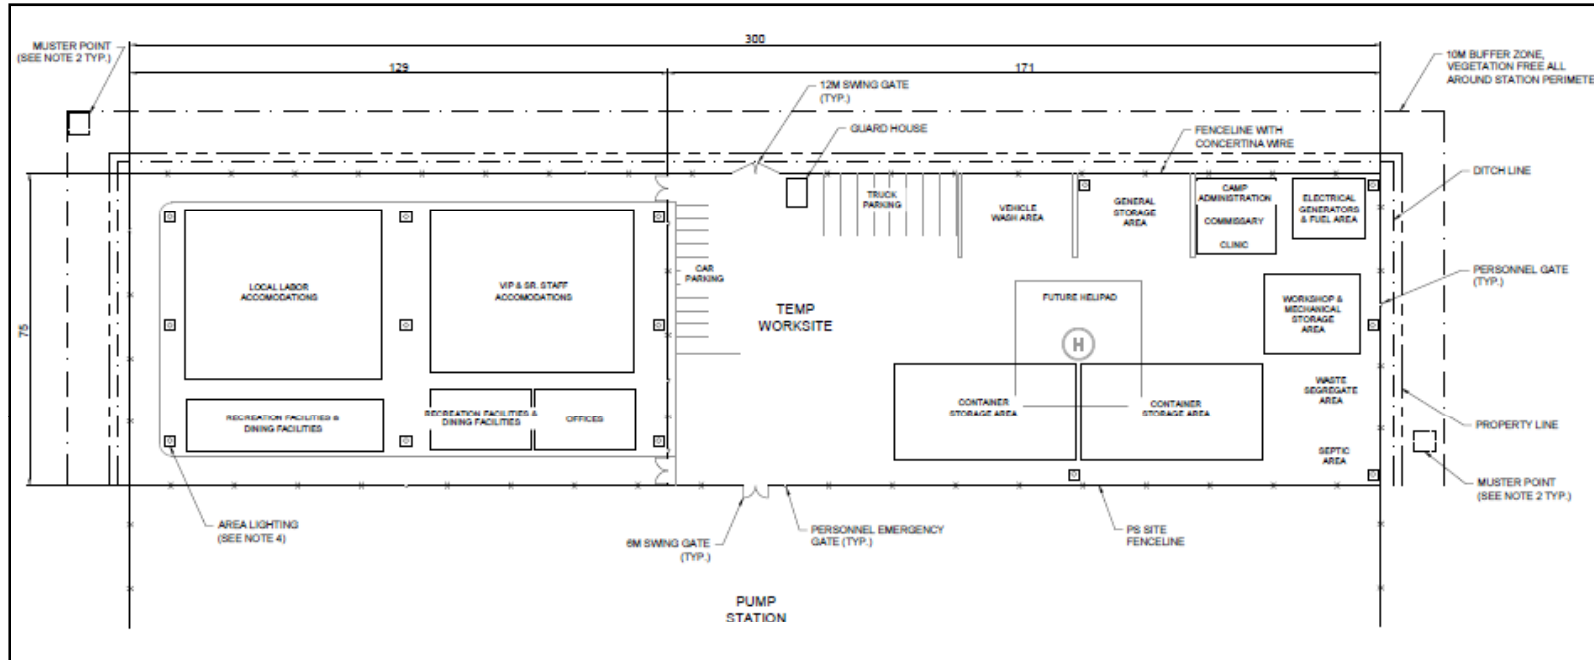 300
MUSTER POINT
(SEE NOTE 2 TYP.)
129
171
10M BUFFER ZONE,
VEGETATION FREE ALL
AROUND STATION PERIMETE
12M SWING GATE
(TYP.)
GUARD HOUSE
FENCELINE WITH
CONCERTINA WIRE
DITCH LINE
TRUCK
PARKING
VEHICLE
WASH AREA
GENERAL
STORAGE
AREA
CAMP
ADMINISTRATION
COMMISSARY
CLINIC
ELECTRICAL
GENERATORS
& FUEL AREA
LOCAL LABOR
ACCOMODATIONS
VIP & SR. STAFF
ACCOMODATIONS
CAR
PARKING
TEMP
WORKSITE
FUTURE HELIPAD
H
WORKSHOP &
MECHANICAL
STORAGE
AREA
PERSONNEL GATE
(TYP.)
75
WASTE
SEGREGATE
AREA
RECREATION FACILITIES &
DINING FACILITIES
RECREATION FACILITIES &
DINING FACILITIES
OFFICES
CONTAINER
STORAGE AREA
CONTAINER
STORAGE AREA
PROPERTY LINE
SEPTIC
AREA
MUSTER POINT
(SEE NOTE 2 TYP.)
AREA LIGHTING
(SEE NOTE 4)
6M SWING GATE
(TYP.)
PERSONNEL EMERGENCY
GATE (TYP.)
PS SITE
FENCELINE
PUMP
STATION